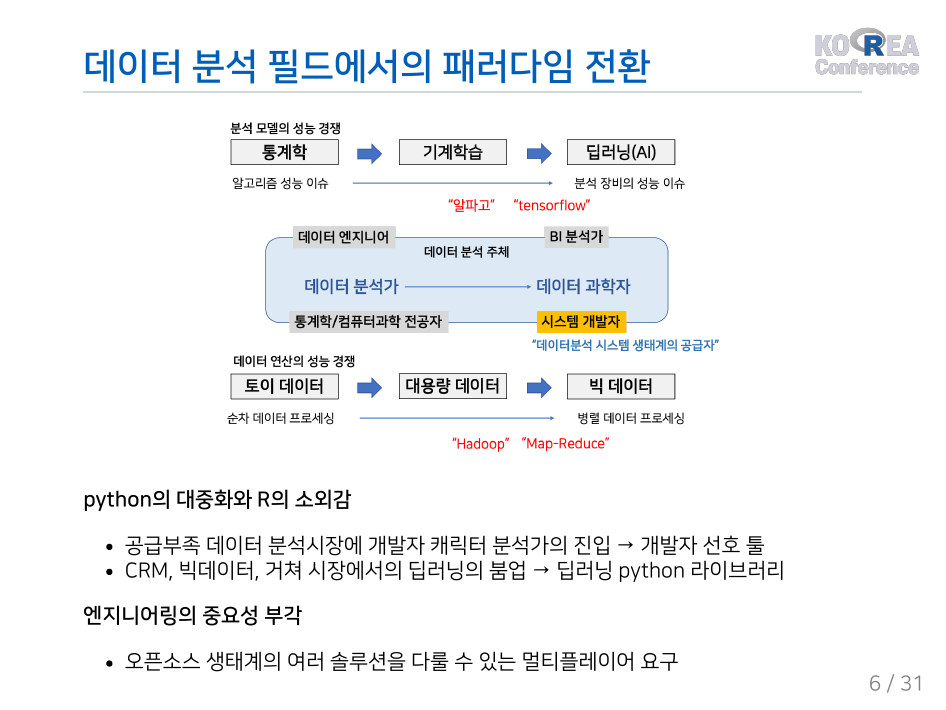 데이터 분석 필드에서의 패러다임 전환
KOREA
Conference
분석 모델의 성능 경쟁
통계학 기계학습 딥러닝(AI)
알고리즘 성능 이슈 분석 장비의 성능 이슈
“알파고” “tensorflow”
데이터 엔지니어 BI 분석가
데이터 분석 주체
데이터 분석가 데이터 과학자
통계학/컴퓨터과학 전공자 시스템 개발자
“데이터분석 시스템 생태계의 공급자”
데이터 연산의 성능 경쟁
토이 데이터 대용량 데이터 빅 데이터
순차 데이터 프로세싱 병렬 데이터 프로세싱
“Hadoop” “Map-Reduce”
python의 대중화와 R의 소외감
• 공급부족 데이터 분석시장에 개발자 캐릭터 분석가의 진입 → 개발자 선호 툴
• CRM, 빅데이터, 거쳐 시장에서의 딥러닝의 붐업 → 딥러닝 python 라이브러리
엔지니어링의 중요성 부각
• 오픈소스 생태계의 여러 솔루션을 다룰 수 있는 멀티플레이어 요구
6 / 31